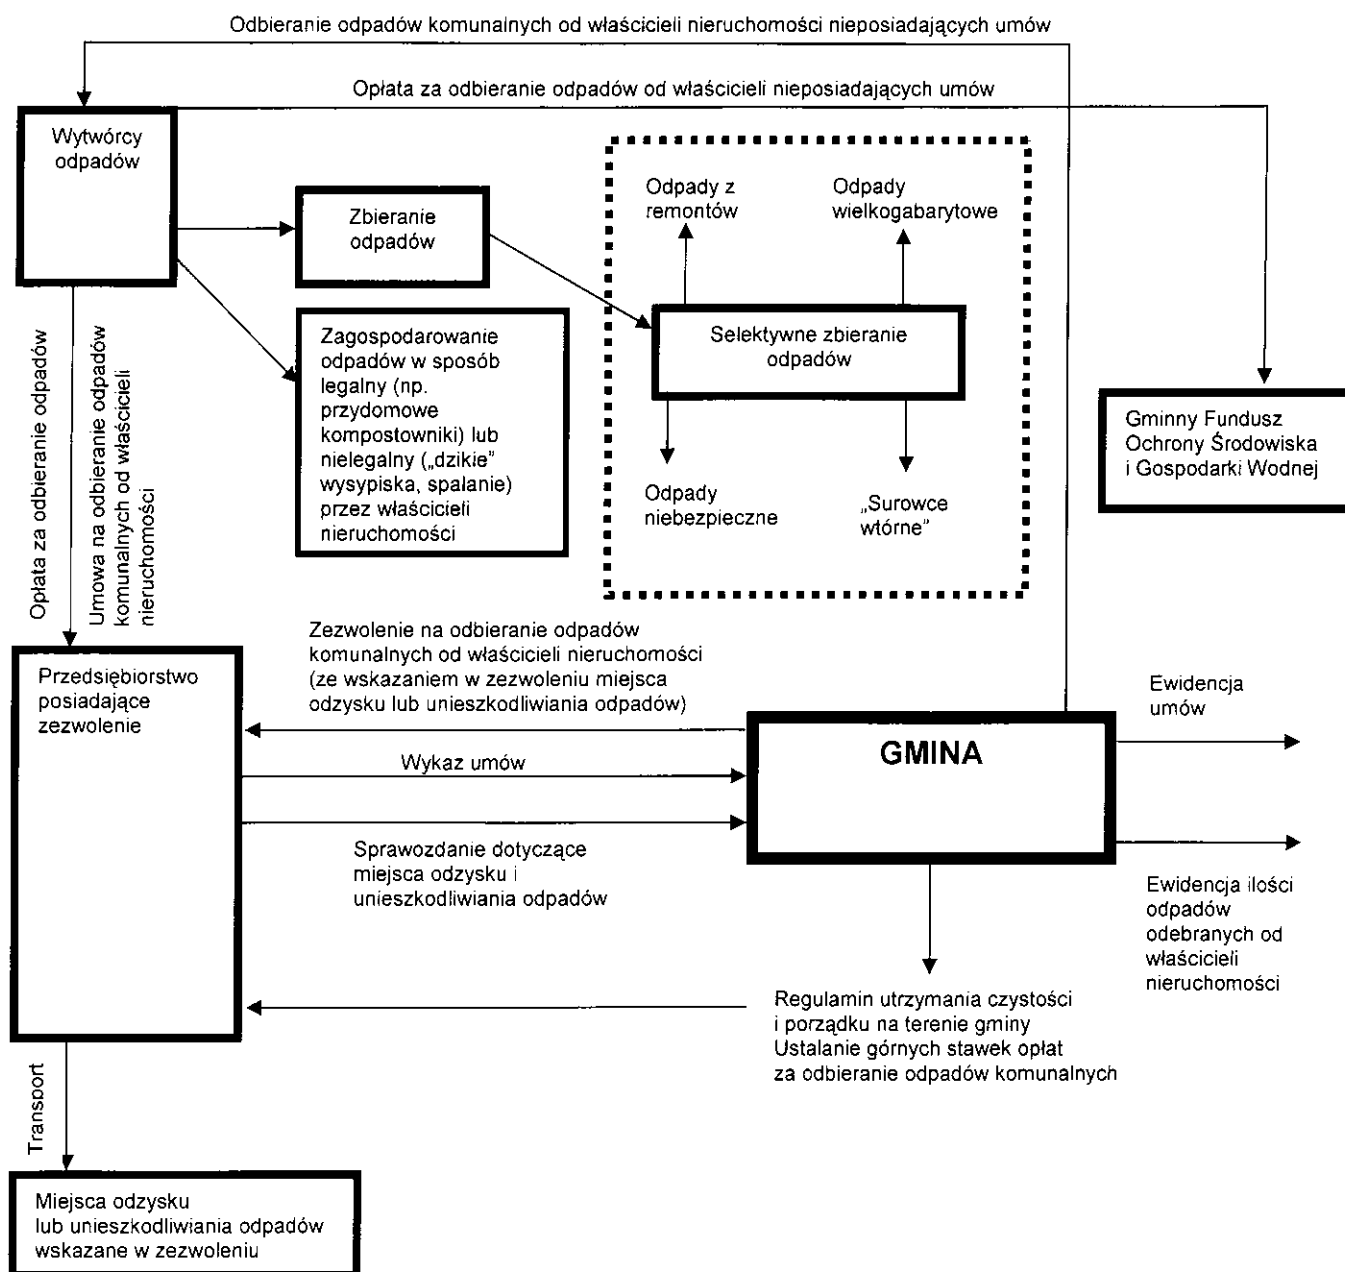 Odbieranie odpadów komunalnych od właścicieli nieruchomości nieposiadających umów
Opłata za odbieranie odpadów od właścicieli nieposiadających umów
Wytwórcy
odpadów
Zbieranie
odpadów
Odpady z
remontów
Odpady
wielkogabarytowe
Selektywne zbieranie
odpadów
Odpady
niebezpieczne
„Surowce
wtórne”
Zagospodarowanie
odpadów w sposób
legalny (np.
przydomowe
kompostowniki) lub
nielegalny („dzikie”
wysypiska, spalanie)
przez właścicieli
nieruchomości
Gminny Fundusz
Ochrony Środowiska
i Gospodarki Wodnej
Opłata za odbieranie odpadów
Umowa na odbieranie odpadów
komunalnych od właścicieli
nieruchomości
Przedsiębiorstwo
posiadające
zezwolenie
Zezwolenie na odbieranie odpadów
komunalnych od właścicieli nieruchomości
(ze wskazaniem w zezwoleniu miejsca
odzysku lub unieszkodliwiania odpadów)
Wykaz umów
Sprawozdanie dotyczące
miejsca odzysku i
unieszkodliwiania odpadów
GMINA
Ewidencja
umów
Ewidencja ilości
odpadów
odebranych od
właścicieli
nieruchomości
Regulamin utrzymania czystości
i porządku na terenie gminy
Ustalanie górnych stawek opłat
za odbieranie odpadów komunalnych
Transport
Miejsca odzysku
lub unieszkodliwiania odpadów
wskazane w zezwoleniu